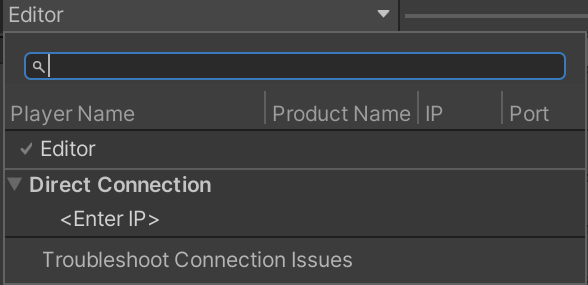 Editor
Player Name Product Name IP Port
Editor
Direct Connection
<Enter IP>
Troubleshoot Connection Issues